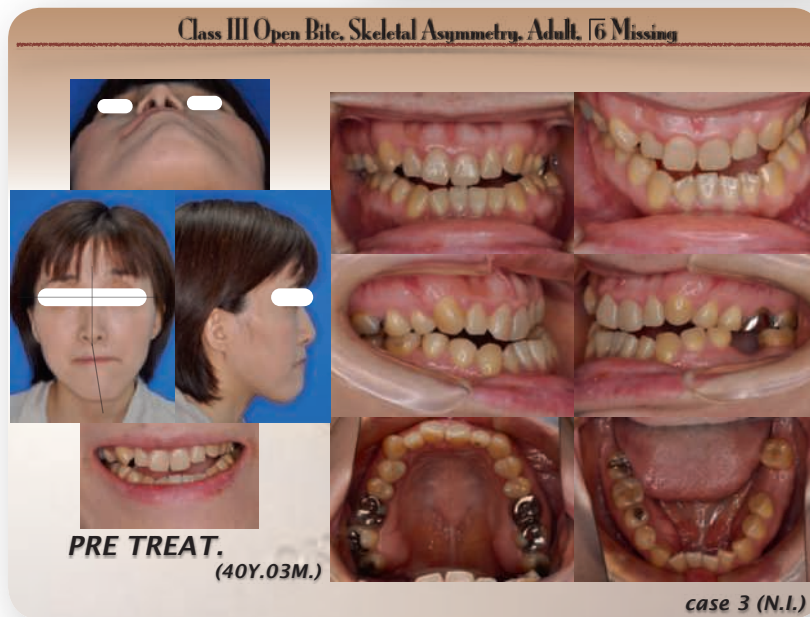 Class III Open Bite, Skeletal Asymmetry, Adult, ⌈6 Missing
PRE TREAT.
(40Y.03M.)
case 3 (N.I.)